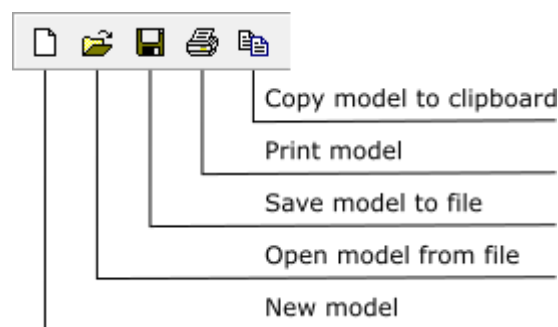 Copy model to clipboard
Print model
Save model to file
Open model from file
New model